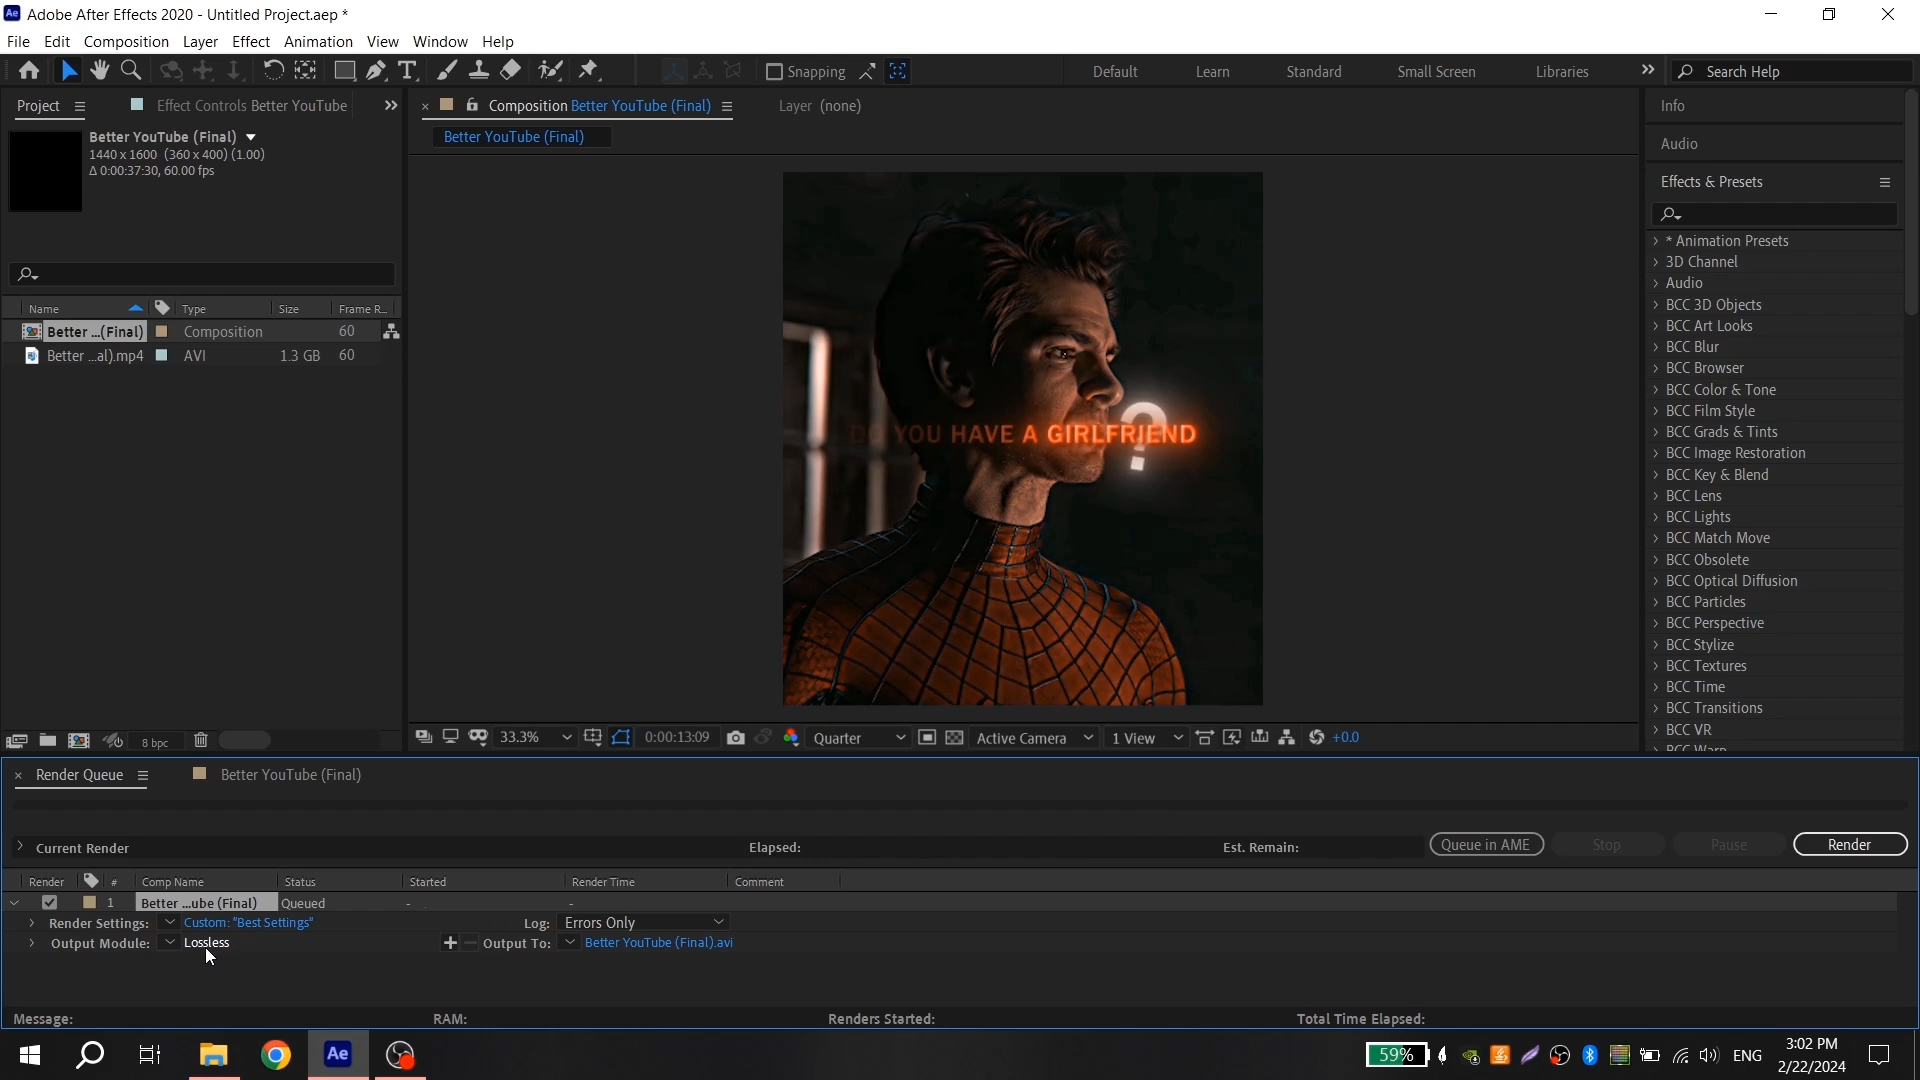 Ae Adobe After Effects 2020 - Untitled Project.aep *
File Edit Composition Layer Effect Animation View Window Help
Snapping Default Learn Standard Small Screen Libraries Search Help
Project Effect Controls Better YouTube
Composition Better YouTube (Final) Layer (none)
Better YouTube (Final)
1440 x 1600 (360 x 400) (1.00)
Δ 0:00:37:30, 60.00 fps
Better YouTube (Final)
Name Type Size Frame R...
Better ...(Final) Composition 60
Better ...al).mp4 AVI 1.3 GB 60
DO YOU HAVE A GIRLFRIEND
?
8 bpc
33.3% 0:00:13:09 Quarter Active Camera 1 View +0.0
Info
Audio
Effects & Presets
* Animation Presets
3D Channel
Audio
BCC 3D Objects
BCC Art Looks
BCC Blur
BCC Browser
BCC Color & Tone
BCC Film Style
BCC Grads & Tints
BCC Image Restoration
BCC Key & Blend
BCC Lens
BCC Lights
BCC Match Move
BCC Obsolete
BCC Optical Diffusion
BCC Particles
BCC Perspective
BCC Stylize
BCC Textures
BCC Time
BCC Transitions
BCC VR
BCC Warp
Render Queue Better YouTube (Final)
Current Render Elapsed: Est. Remain: Queue in AME Stop Pause Render
Render # Comp Name Status Started Render Time Comment
1 Better ...ube (Final) Queued - -
Render Settings: Custom: "Best Settings" Log: Errors Only
Output Module: Lossless Output To: Better YouTube (Final).avi
Message: RAM: Renders Started: Total Time Elapsed:
Ae 59% ENG 3:02 PM
2/22/2024